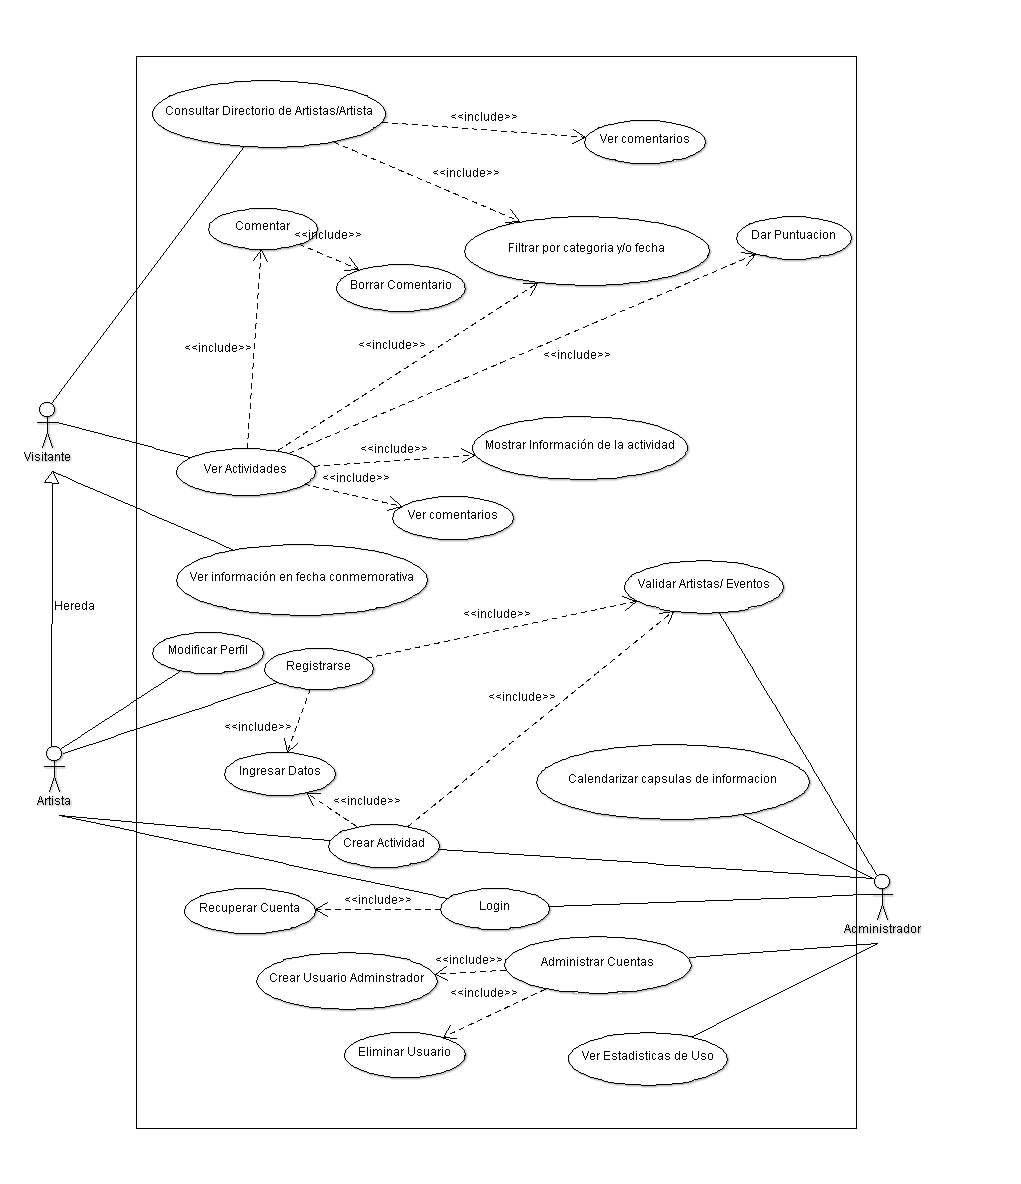 Consultar Directorio de Artistas/Artista
<<include>>
Ver comentarios
<<include>>
Comentar
<<include>>
Filtrar por categoria y/o fecha
Dar Puntuacion
Borrar Comentario
<<include>>
<<include>>
<<include>>
Visitante
Mostrar Información de la actividad
<<include>>
Ver Actividades
<<include>>
Ver comentarios
Ver información en fecha conmemorativa
Validar Artistas/ Eventos
Hereda
<<include>>
Modificar Perfil
Registrarse
<<include>>
<<include>>
Ingresar Datos
Calendarizar capsulas de informacion
Artista
<<include>>
Crear Actividad
Recuperar Cuenta
<<include>>
Login
Administrador
<<include>>
Administrar Cuentas
Crear Usuario Adminstrador
<<include>>
Eliminar Usuario
Ver Estadisticas de Uso